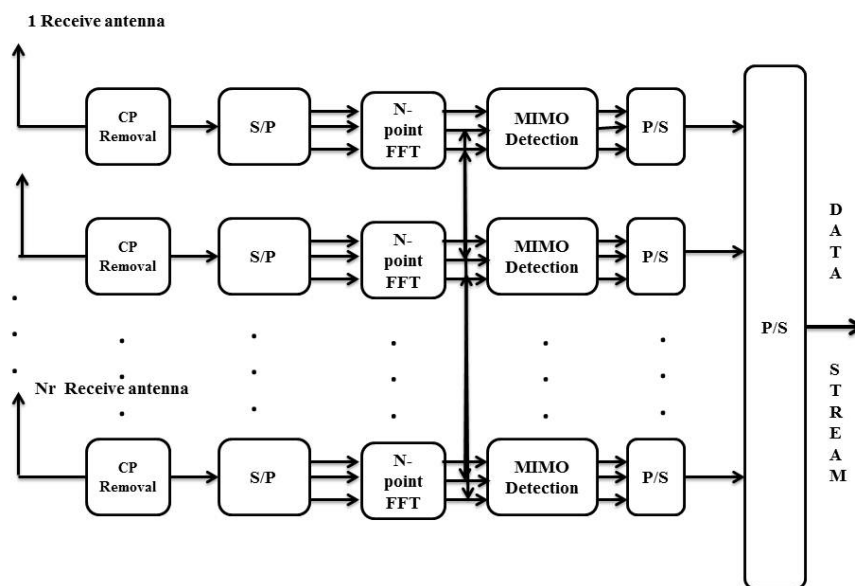 1 Receive antenna
CP
Removal
S/P
N-
point
FFT
MIMO
Detection
P/S
CP
Removal
S/P
N-
point
FFT
MIMO
Detection
P/S
P/S
D
A
T
A
S
T
R
E
A
M
Nr Receive antenna
CP
Removal
S/P
N-
point
FFT
MIMO
Detection
P/S